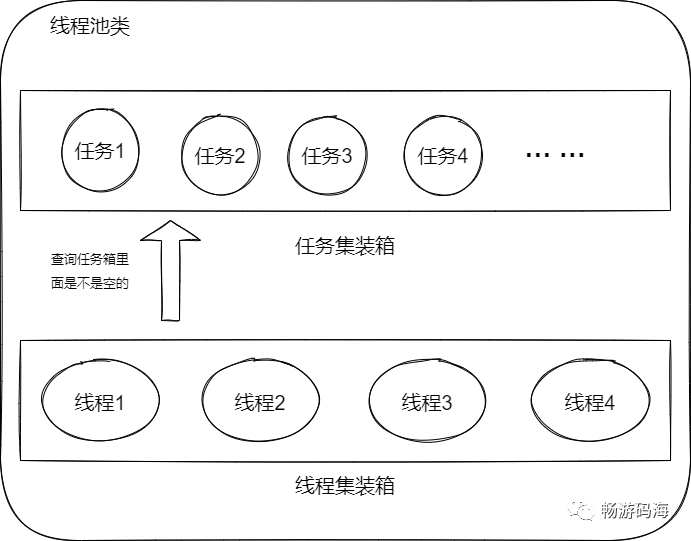 线程池类
任务1
任务2
任务3
任务4
... ...
任务集装箱
查询任务箱里
面是不是空的
线程1
线程2
线程3
线程4
线程集装箱
畅游码海